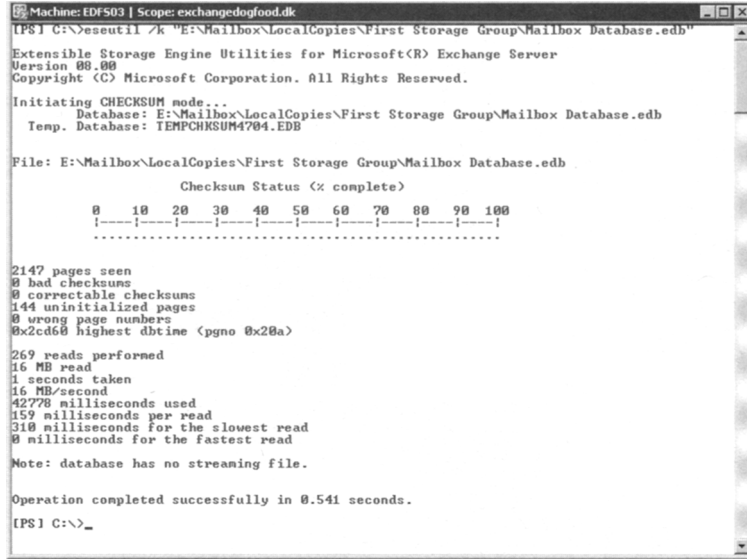 Machine: EDFS03 | Scope: exchangedogfood.dk
[PS] C:\>eseutil /k "E:\Mailbox\LocalCopies\First Storage Group\Mailbox Database.edb"
Extensible Storage Engine Utilities for Microsoft(R) Exchange Server
Version 08.00
Copyright (C) Microsoft Corporation. All Rights Reserved.
Initiating CHECKSUM mode...
Database: E:\Mailbox\LocalCopies\First Storage Group\Mailbox Database.edb
Temp. Database: TEMPCHKSUM4704.EDB
File: E:\Mailbox\LocalCopies\First Storage Group\Mailbox Database.edb
Checksum Status (% complete)
0 10 20 30 40 50 60 70 80 90 100
|----|----|----|----|----|----|----|----|----|----|
...................................................
2147 pages seen
0 bad checksums
0 correctable checksums
144 uninitialized pages
0 wrong page numbers
0x2cd60 highest dbtime (pgno 0x20a)
269 reads performed
16 MB read
1 seconds taken
16 MB/second
42778 milliseconds used
159 milliseconds per read
310 milliseconds for the slowest read
0 milliseconds for the fastest read
Note: database has no streaming file.
Operation completed successfully in 0.541 seconds.
[PS] C:\>_